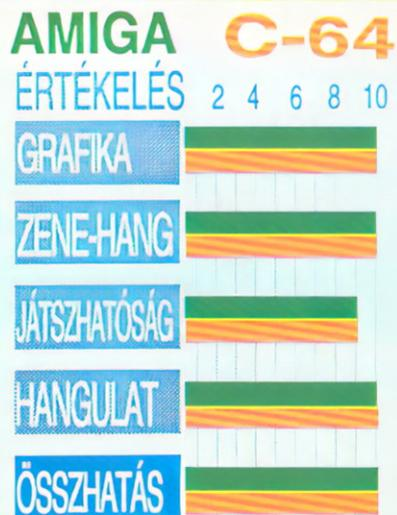 AMIGA C-64
ÉRTÉKELÉS 2 4 6 8 10
GRAFIKA
ZENE-HANG
JÁTSZHATÓSÁG
HANGULAT
ÖSSZHATÁS